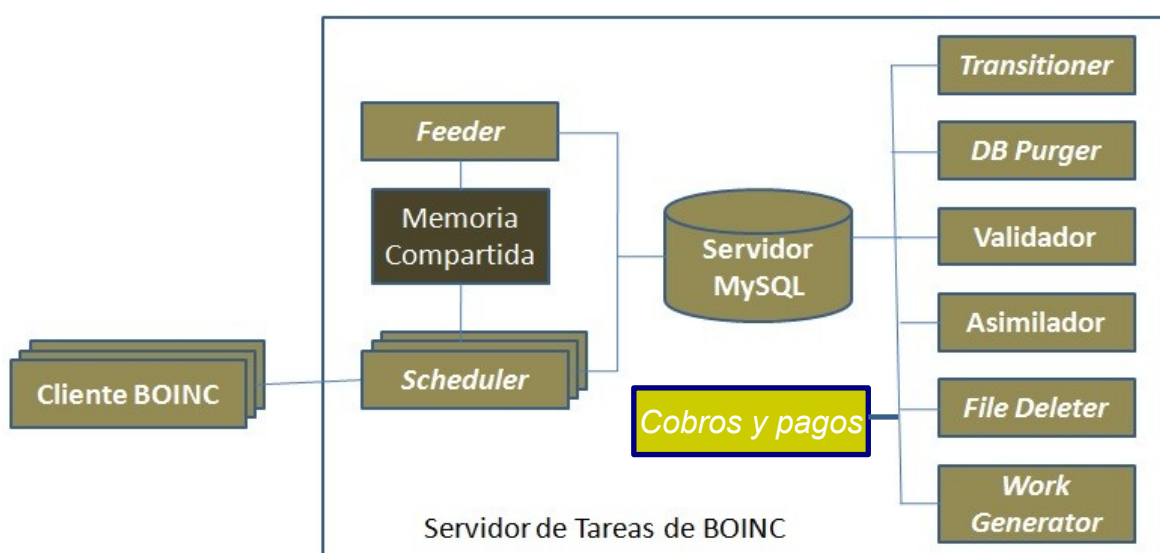 Transitioner
Feeder
DB Purger
Memoria
Compartida
Servidor
MySQL
Validador
Asimilador
Cliente BOINC
Scheduler
Cobros y pagos
File Deleter
Work
Generator
Servidor de Tareas de BOINC